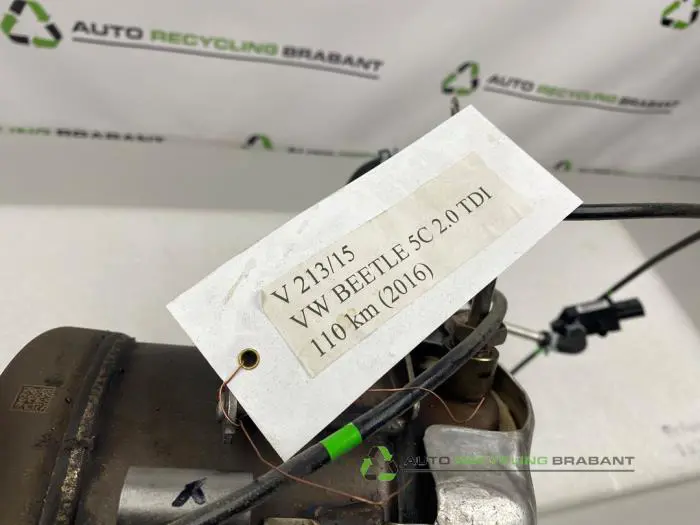 AUTO RECYCLING BRABANT
AUTO RECYCLING BRABANT
V 213/15
VW BEETLE 5C 2.0 TDI
110 km (2016)
AUTO RECYCLING BRABANT